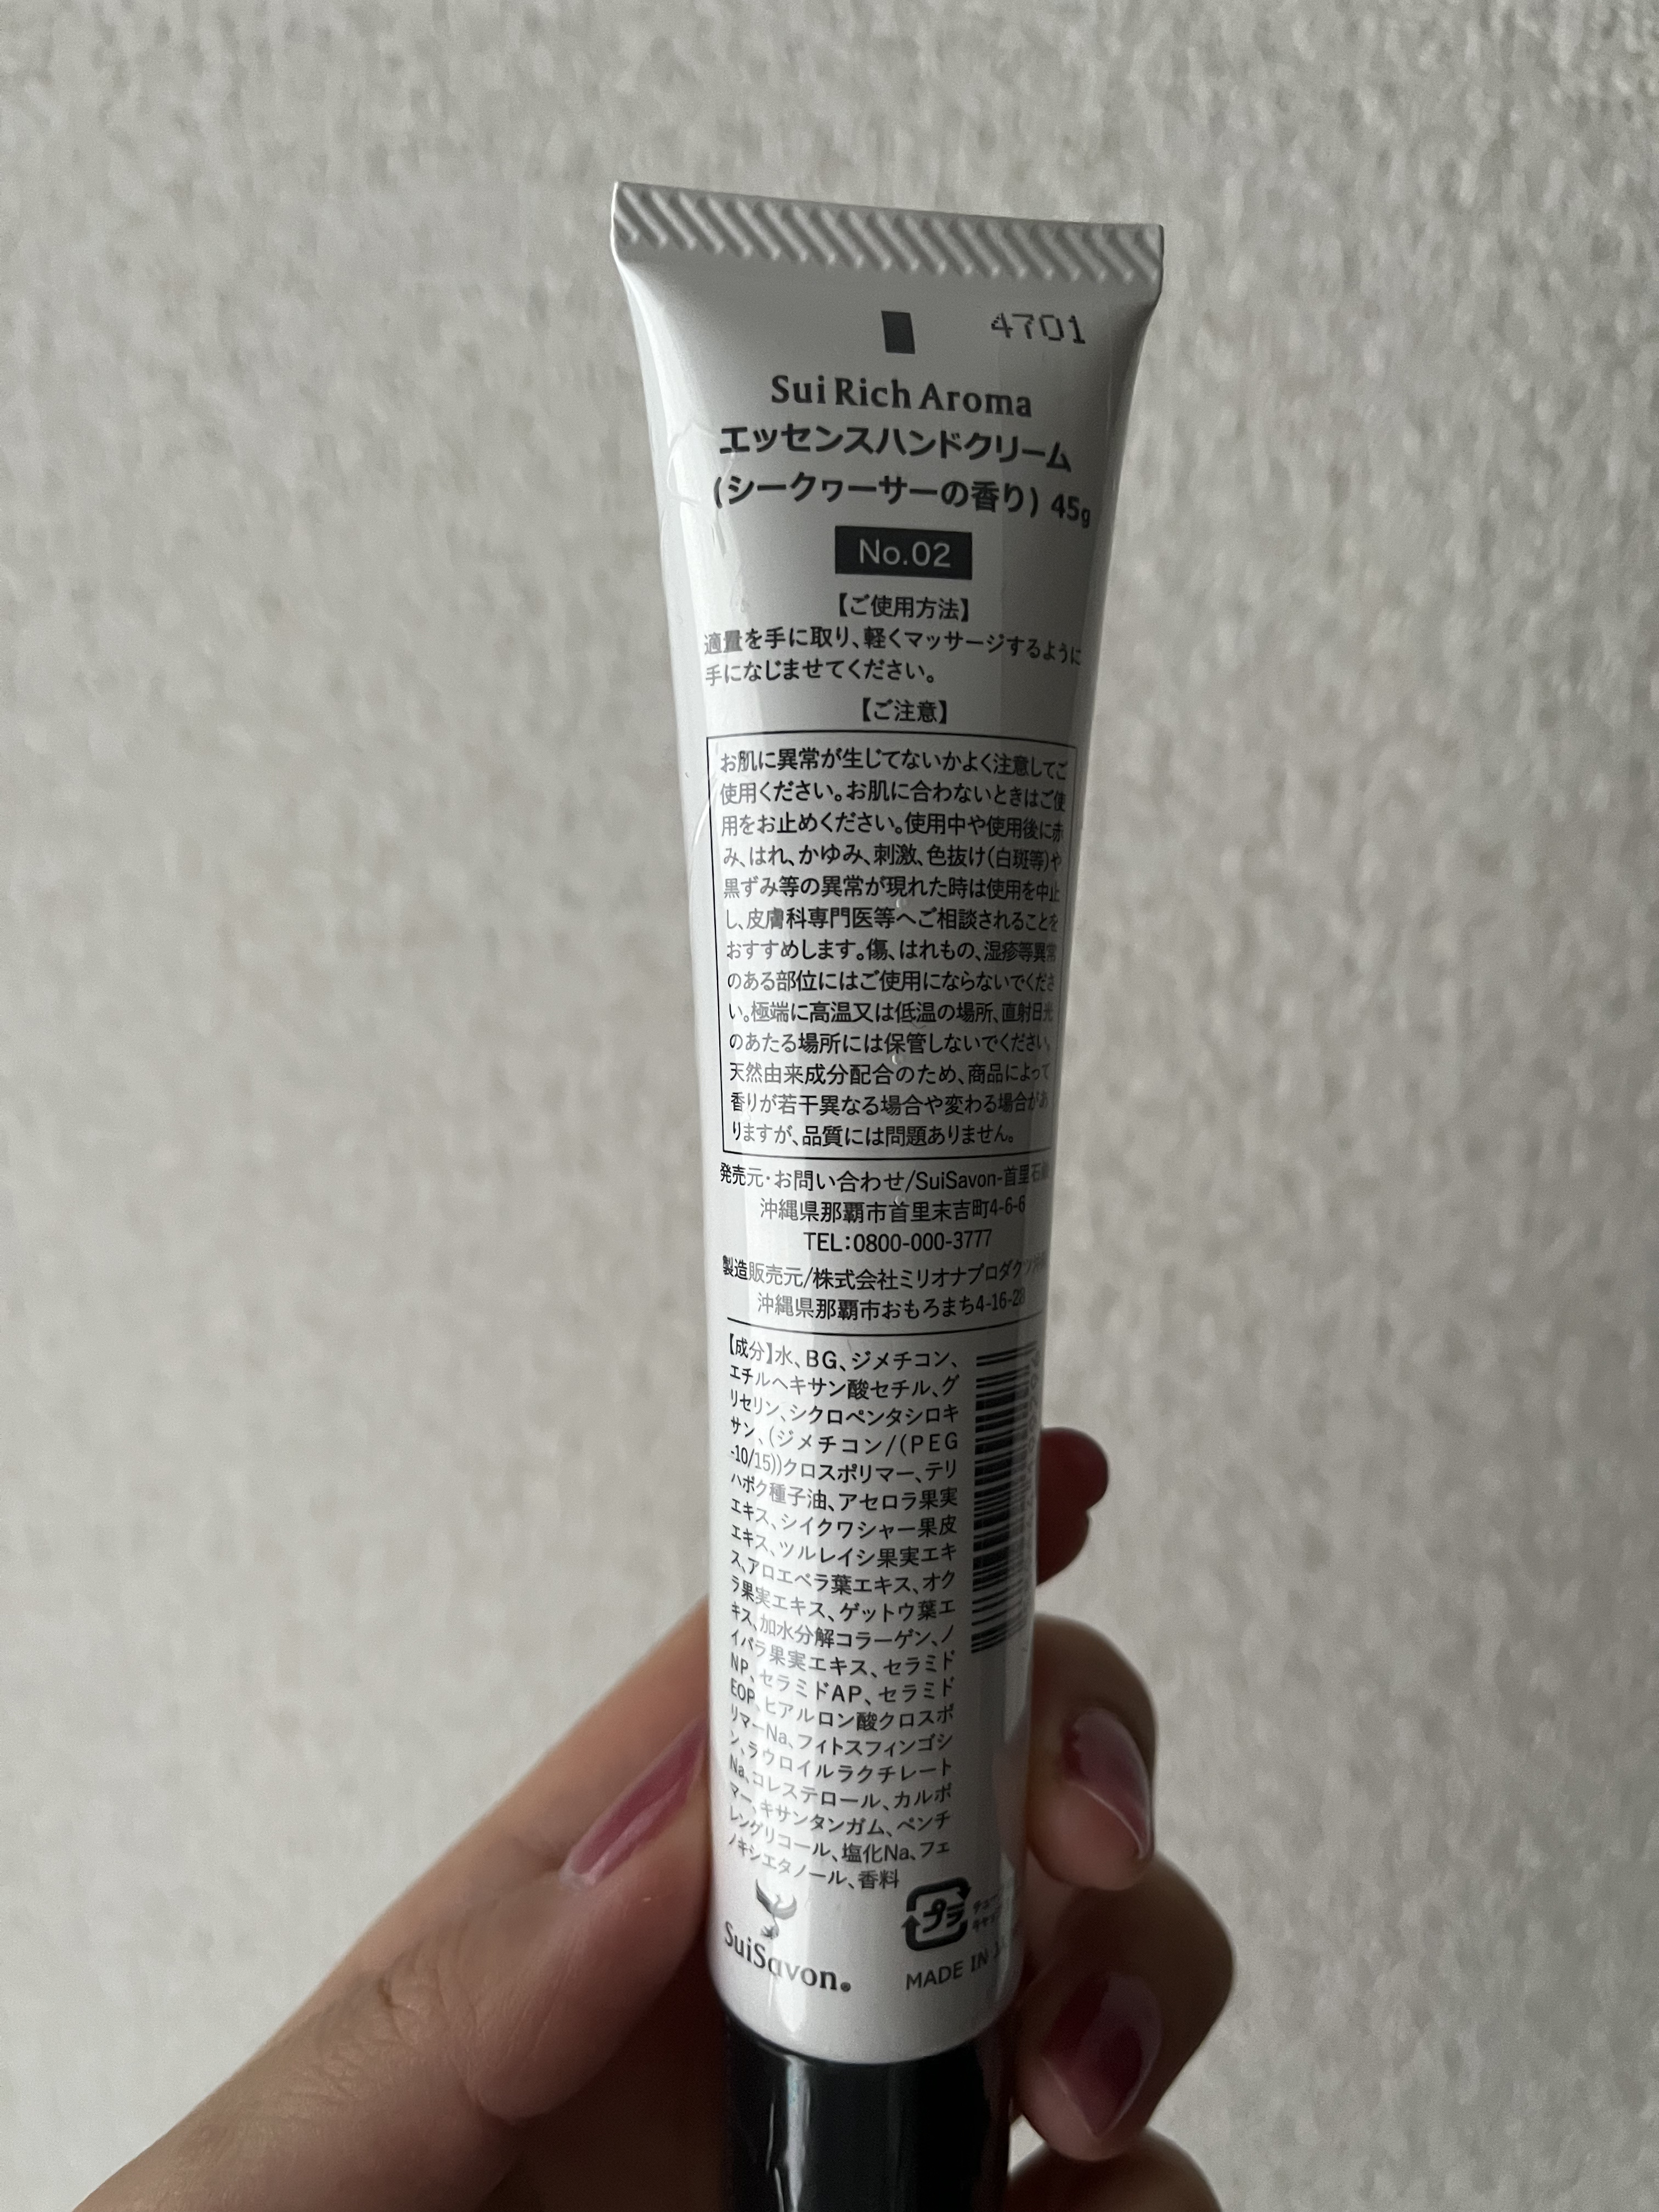 4701
Sui Rich Aroma
エッセンスハンドクリーム
(シークヮーサーの香り) 45g
No.02
【ご使用方法】
適量を手に取り、軽くマッサージするように
手になじませてください。
【ご注意】
お肌に異常が生じてないかよく注意してご
使用ください。お肌に合わないときはご使
用をお止めください。使用中や使用後に赤
み、はれ、かゆみ、刺激、色抜け(白斑等)や
黒ずみ等の異常が現れた時は使用を中止
し、皮膚科専門医等へご相談されることを
おすすめします。傷、はれもの、湿疹等異常
のある部位にはご使用にならないでくださ
い。極端に高温又は低温の場所、直射日光
のあたる場所には保管しないでください。
天然由来成分配合のため、商品によって
香りが若干異なる場合や変わる場合があ
りますが、品質には問題ありません。
発売元・お問い合わせ/SuiSavon-首里石鹸
沖縄県那覇市首里末吉町4-6-6
TEL:0800-000-3777
製造販売元/株式会社ミリオナプロダクツ
沖縄県那覇市おもろまち4-16-28
【成分】水、BG、ジメチコン、
エチルヘキサン酸セチル、グ
リセリン、シクロペンタシロキ
サン、(ジメチコン/(PEG
-10/15))クロスポリマー、テリ
ハボク種子油、アセロラ果実
エキス、シイクワシャー果皮
エキス、ツルレイシ果実エキ
ス、アロエベラ葉エキス、オク
ラ果実エキス、ゲットウ葉エ
キス、加水分解コラーゲン、ノ
イバラ果実エキス、セラミド
NP、セラミドAP、セラミド
EOP、ヒアルロン酸クロスポ
リマーNa、フィトスフィンゴシ
ン、ラウロイルラクチレート
Na、コレステロール、カルボ
マー、キサンタンガム、ペンチ
レングリコール、塩化Na、フェ
ノキシエタノール、香料
プラ
SuiSavon®
MADE IN